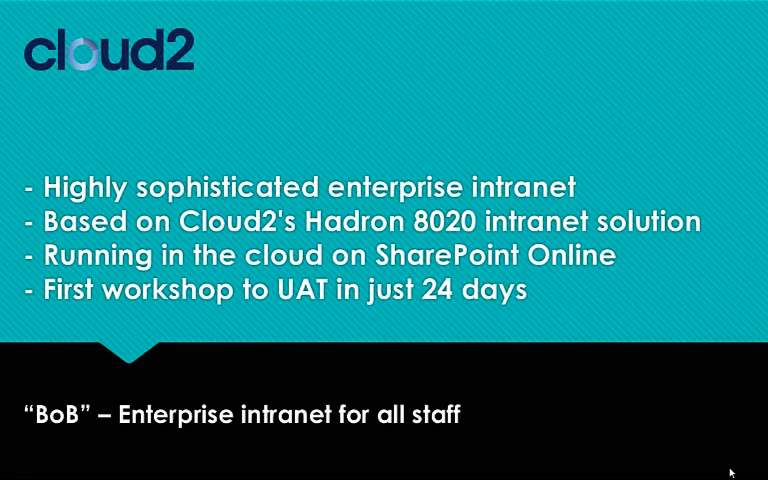 cloud2
- Highly sophisticated enterprise intranet
- Based on Cloud2's Hadron 8020 intranet solution
- Running in the cloud on SharePoint Online
- First workshop to UAT in just 24 days
“BoB” – Enterprise intranet for all staff